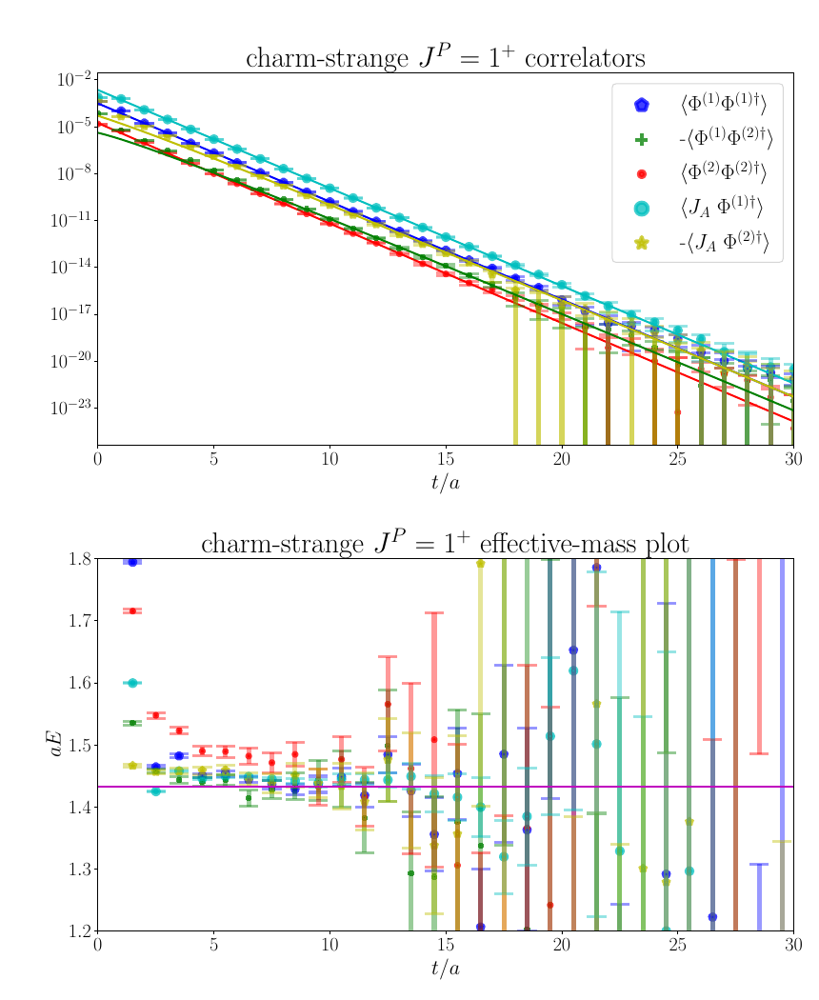 charm-strange $J^P = 1^+$ correlators
$10^{-2}$
$10^{-5}$
$10^{-8}$
$10^{-11}$
$10^{-14}$
$10^{-17}$
$10^{-20}$
$10^{-23}$
⟨Φ⁽¹⁾Φ⁽¹⁾†⟩
-⟨Φ⁽¹⁾Φ⁽²⁾†⟩
⟨Φ⁽²⁾Φ⁽²⁾†⟩
⟨$J_A$ Φ⁽¹⁾†⟩
-⟨$J_A$ Φ⁽²⁾†⟩
0 5 10 15 20 25 30
$t/a$
charm-strange $J^P = 1^+$ effective-mass plot
1.8
1.7
1.6
1.5
1.4
1.3
1.2
$aE$
0 5 10 15 20 25 30
$t/a$